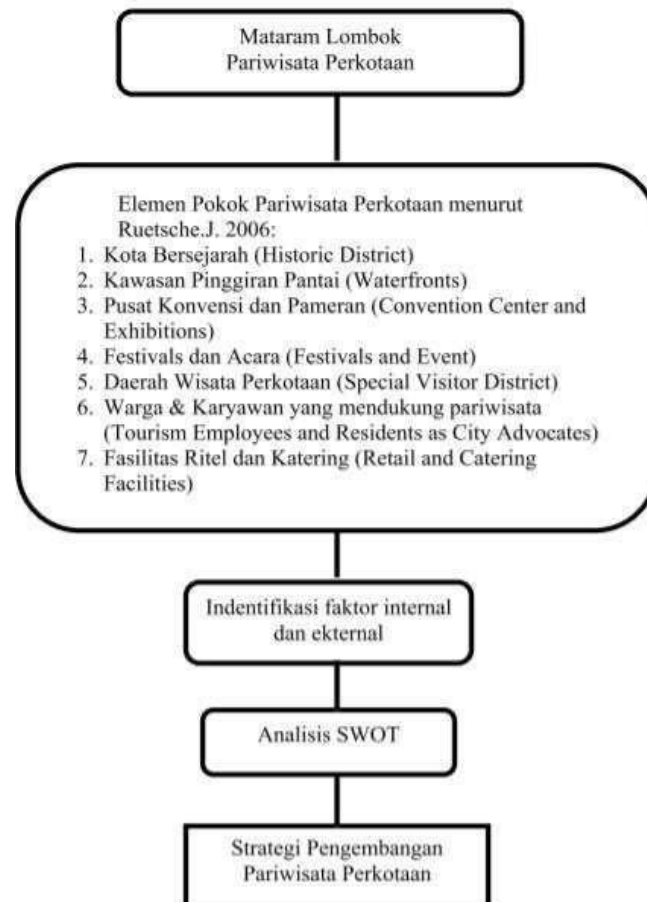 Mataram Lombok
Pariwisata Perkotaan
Elemen Pokok Pariwisata Perkotaan menurut
Ruetsche.J. 2006:
1. Kota Bersejarah (Historic District)
2. Kawasan Pinggiran Pantai (Waterfronts)
3. Pusat Konvensi dan Pameran (Convention Center and
Exhibitions)
4. Festivals dan Acara (Festivals and Event)
5. Daerah Wisata Perkotaan (Special Visitor District)
6. Warga & Karyawan yang mendukung pariwisata
(Tourism Employees and Residents as City Advocates)
7. Fasilitas Ritel dan Katering (Retail and Catering
Facilities)
Indentifikasi faktor internal
dan ekternal
Analisis SWOT
Strategi Pengembangan
Pariwisata Perkotaan